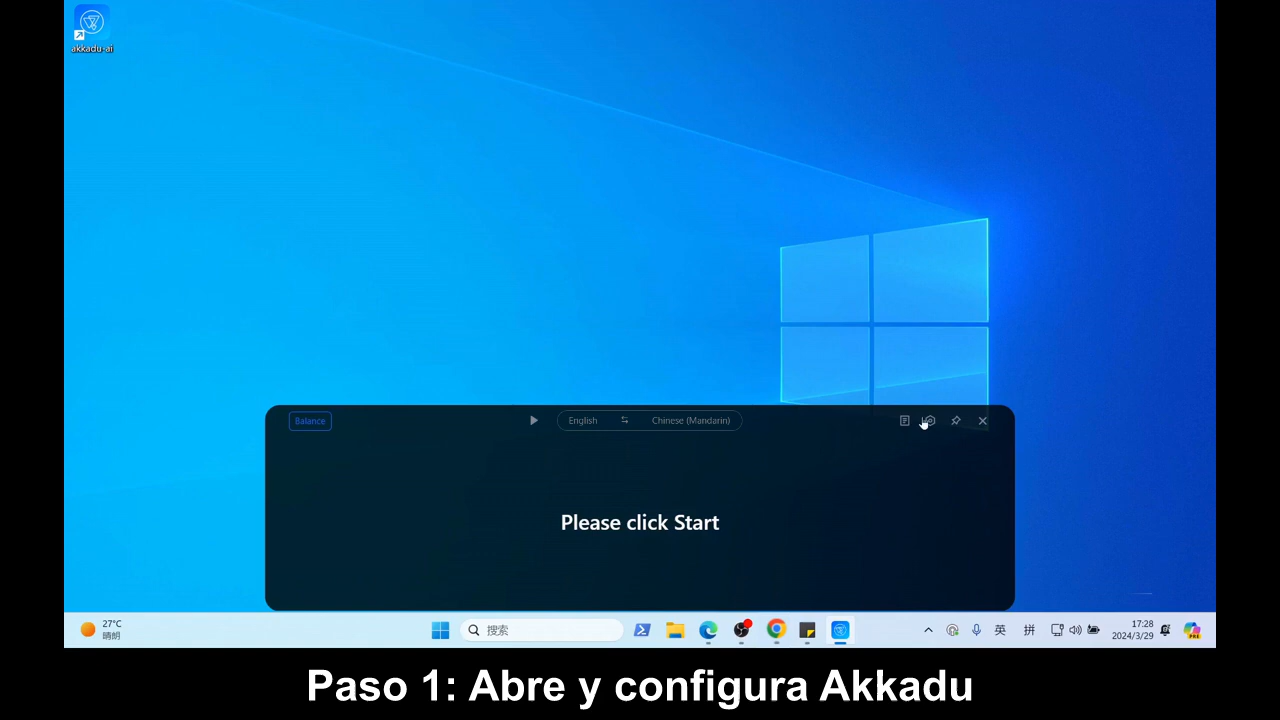 akkadu-ai
Balance
English
Chinese (Mandarin)
Please click Start
27°C
晴朗
搜索
英
拼
17:28
2024/3/29
PRE
Paso 1: Abre y configura Akkadu